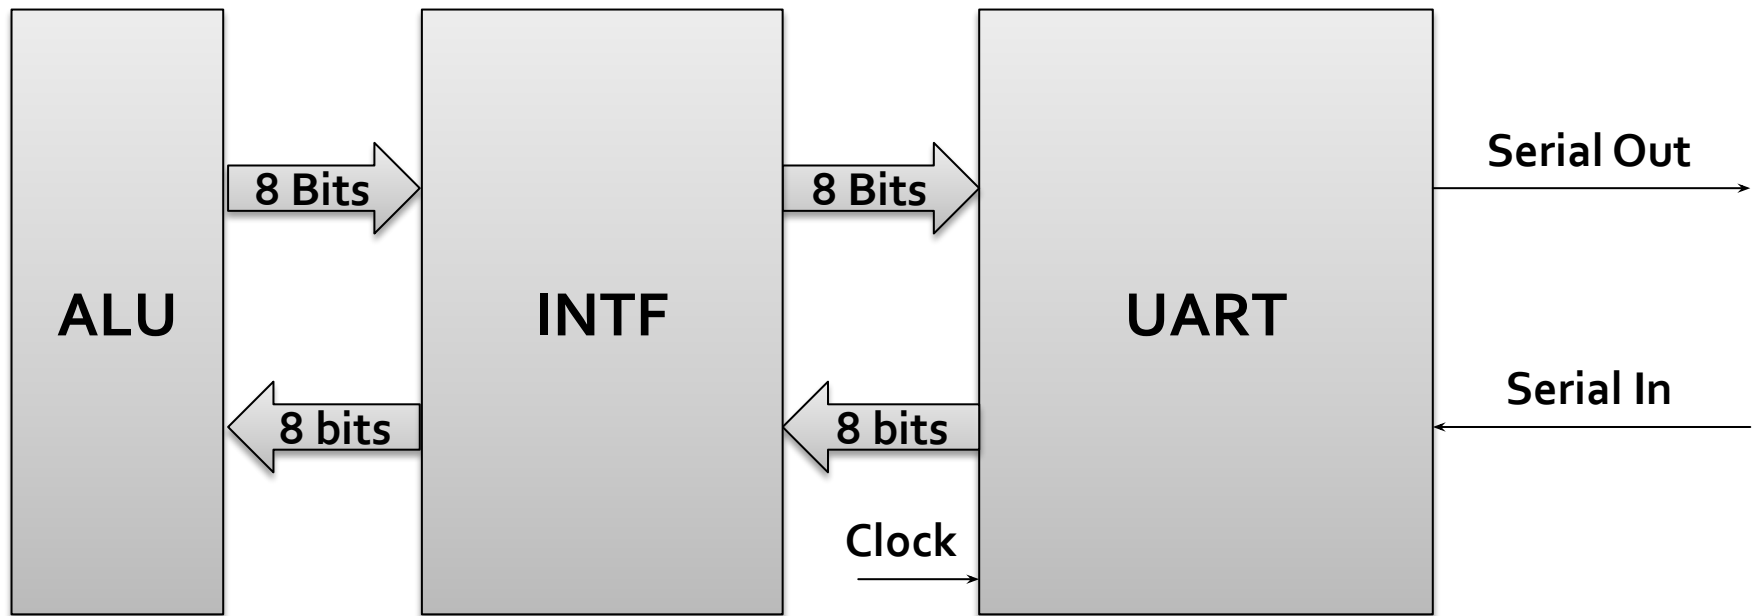 Serial Out
8 Bits
8 Bits
ALU
INTF
UART
Serial In
8 bits
8 bits
Clock